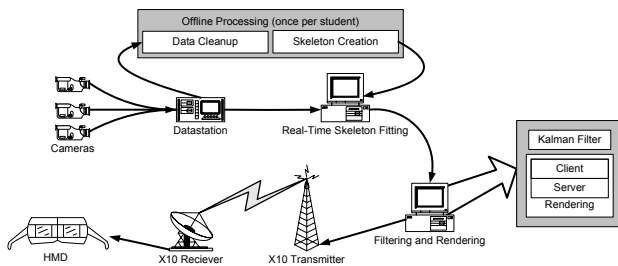 Offline Processing (once per student)
Data Cleanup
Skeleton Creation
Cameras
Datastation
Real-Time Skeleton Fitting
Kalman Filter
Client
Server
Rendering
HMD
X10 Reciever
X10 Transmitter
Filtering and Rendering